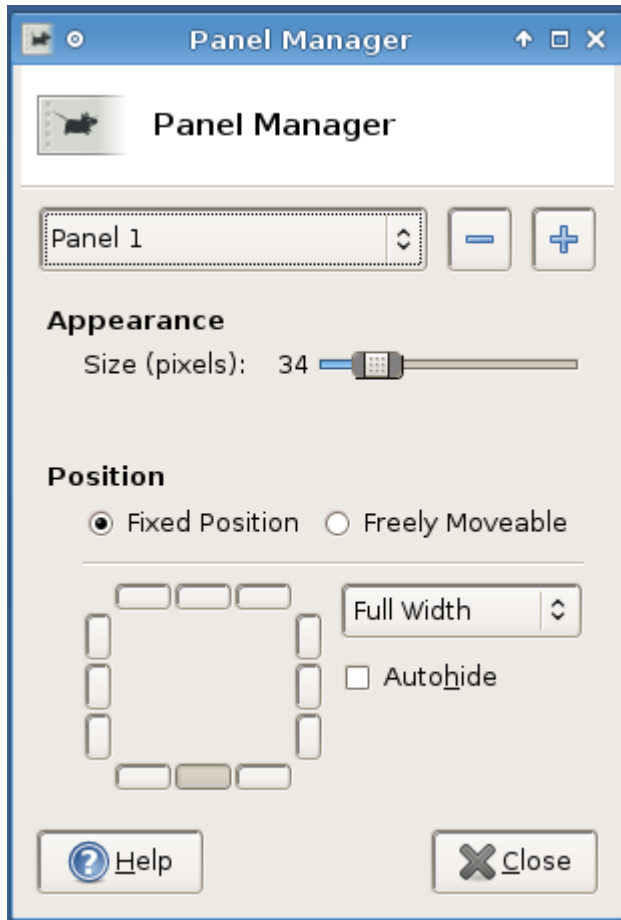 Panel Manager
Panel Manager
Panel 1
Appearance
Size (pixels): 34
Position
Fixed Position Freely Moveable
Full Width
Autohide
Help Close